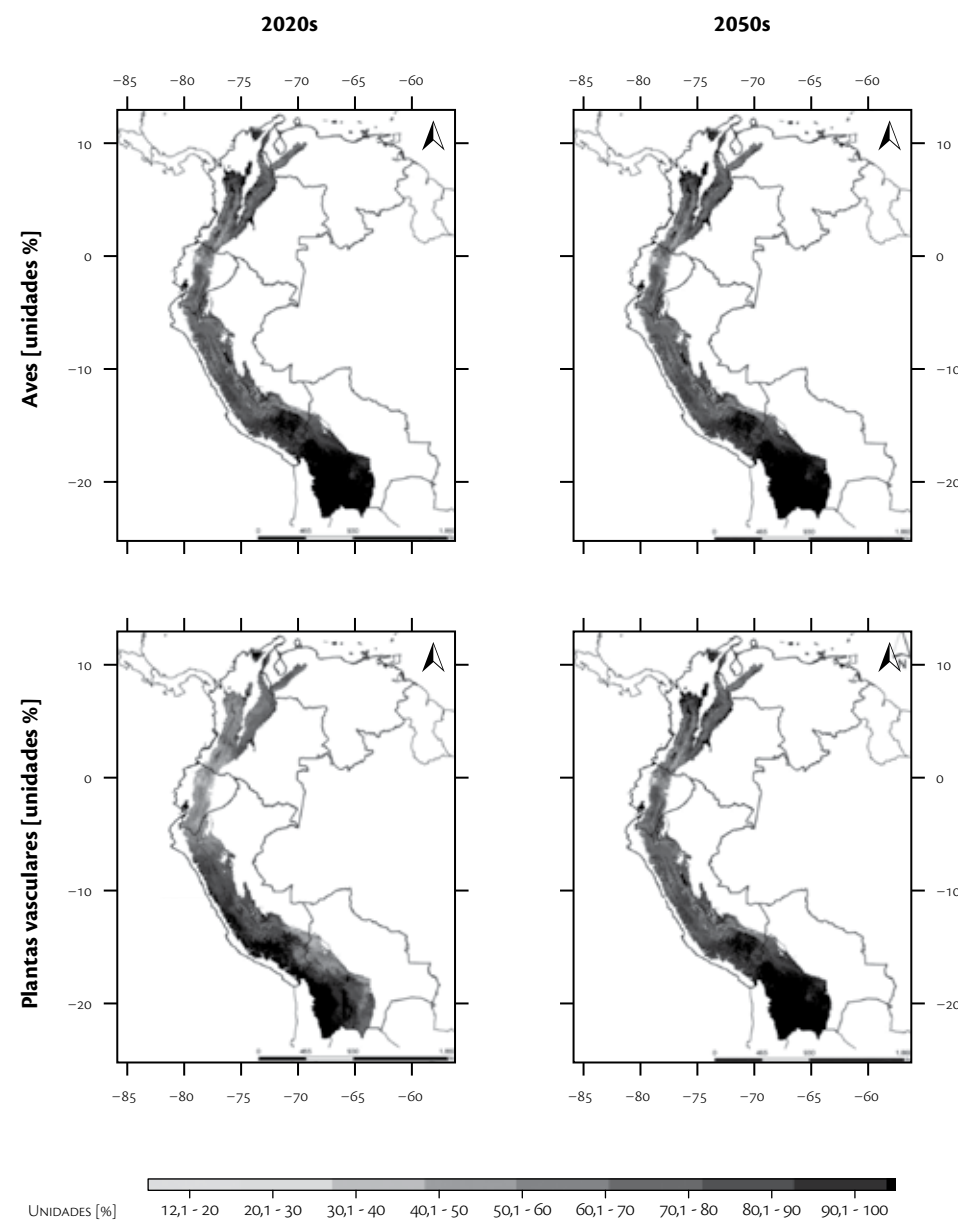 2020s 2050s
−85 −80 −75 −70 −65 −60 −85 −80 −75 −70 −65 −60
10 10
0 0
−10 −10
−20 −20
Aves [unidades %]
10 10
0 0
−10 −10
−20 −20
Plantas vasculares [unidades %]
−85 −80 −75 −70 −65 −60 −85 −80 −75 −70 −65 −60
Unidades [%] 12,1 - 20 20,1 - 30 30,1 - 40 40,1 - 50 50,1 - 60 60,1 - 70 70,1 - 80 80,1 - 90 90,1 - 100